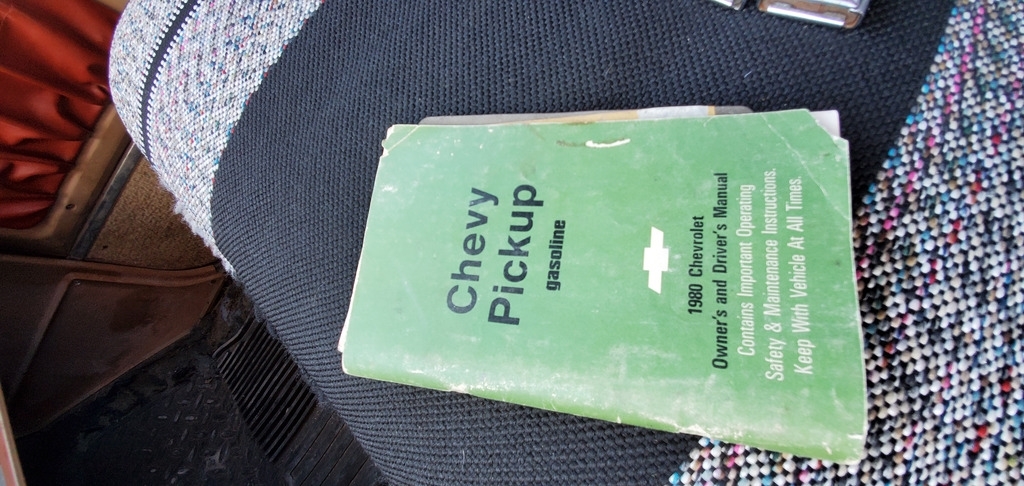 Chevy
Pickup
gasoline
1980 Chevrolet
Owner's and Driver's Manual
Contains Important Operating
Safety & Maintenance Instructions.
Keep With Vehicle At All Times.